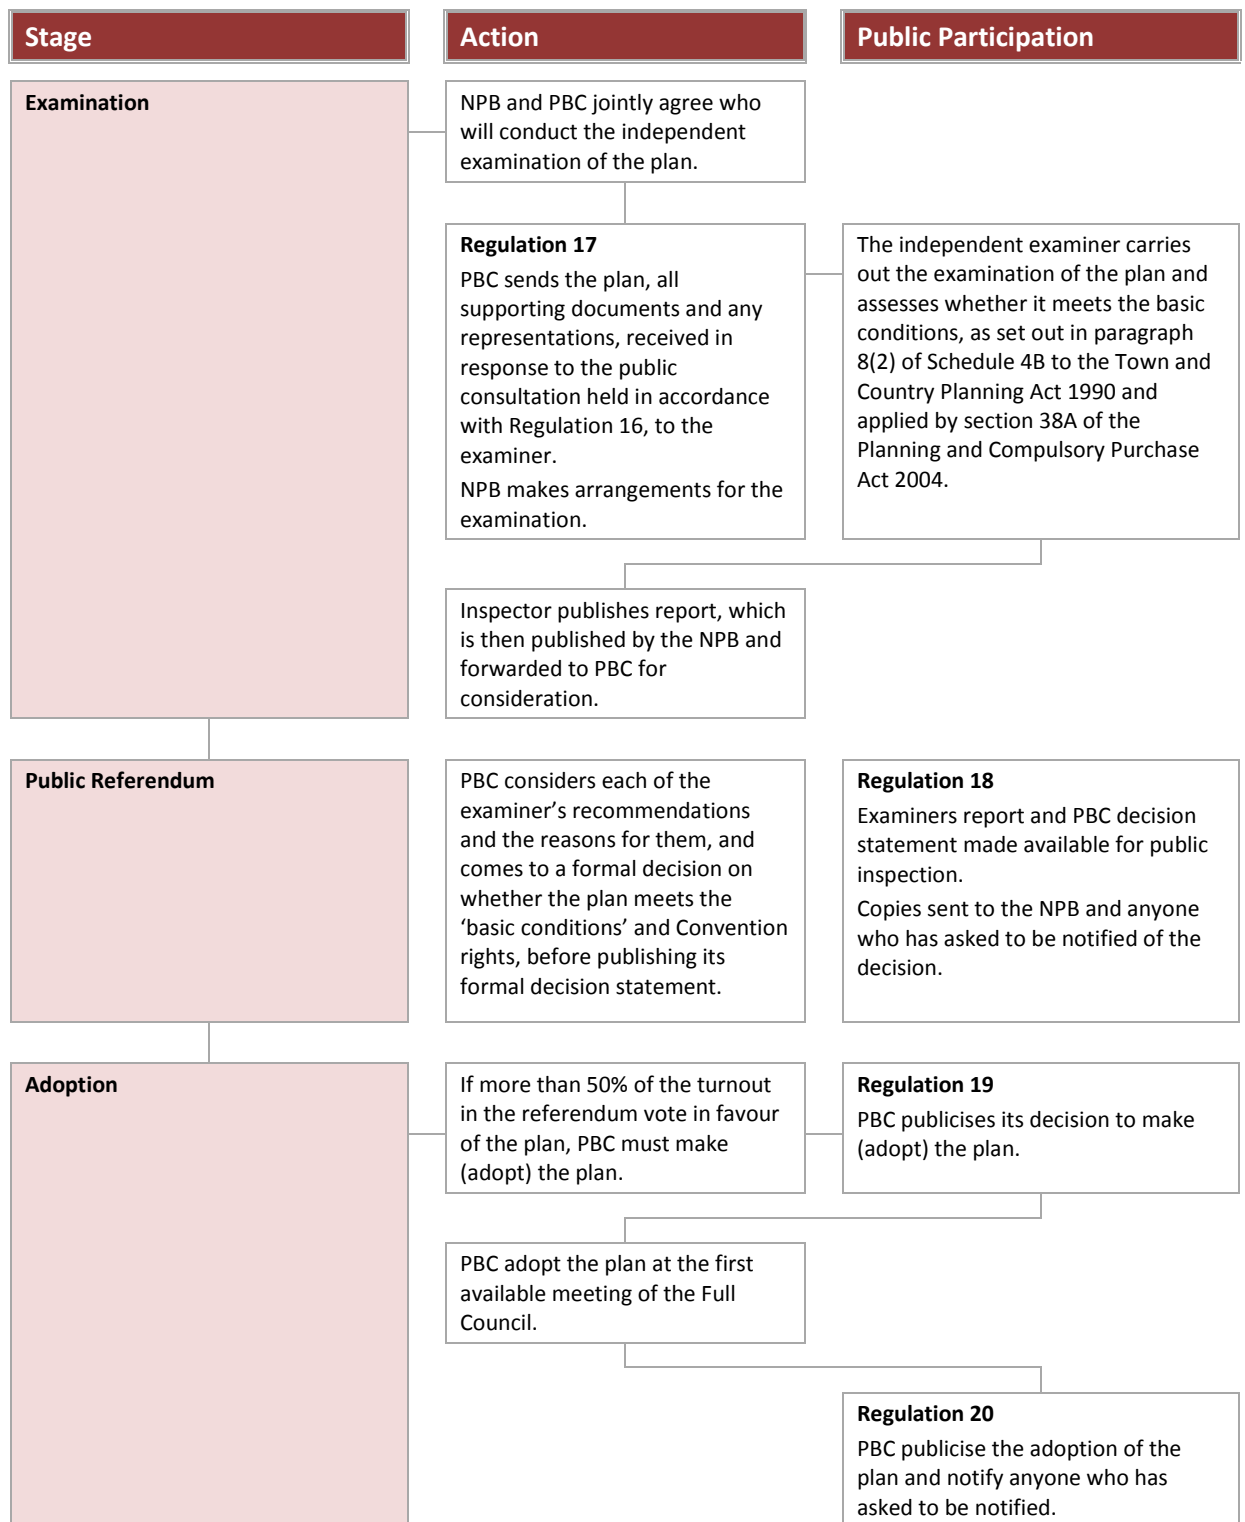 Stage
Action
Public Participation
Examination
NPB and PBC jointly agree who
will conduct the independent
examination of the plan.
Regulation 17
PBC sends the plan, all
supporting documents and any
representations, received in
response to the public
consultation held in accordance
with Regulation 16, to the
examiner.
NPB makes arrangements for the
examination.
The independent examiner carries
out the examination of the plan and
assesses whether it meets the basic
conditions, as set out in paragraph
8(2) of Schedule 4B to the Town and
Country Planning Act 1990 and
applied by section 38A of the
Planning and Compulsory Purchase
Act 2004.
Inspector publishes report, which
is then published by the NPB and
forwarded to PBC for
consideration.
Public Referendum
PBC considers each of the
examiner’s recommendations
and the reasons for them, and
comes to a formal decision on
whether the plan meets the
‘basic conditions’ and Convention
rights, before publishing its
formal decision statement.
Regulation 18
Examiners report and PBC decision
statement made available for public
inspection.
Copies sent to the NPB and anyone
who has asked to be notified of the
decision.
Adoption
If more than 50% of the turnout
in the referendum vote in favour
of the plan, PBC must make
(adopt) the plan.
Regulation 19
PBC publicises its decision to make
(adopt) the plan.
PBC adopt the plan at the first
available meeting of the Full
Council.
Regulation 20
PBC publicise the adoption of the
plan and notify anyone who has
asked to be notified.